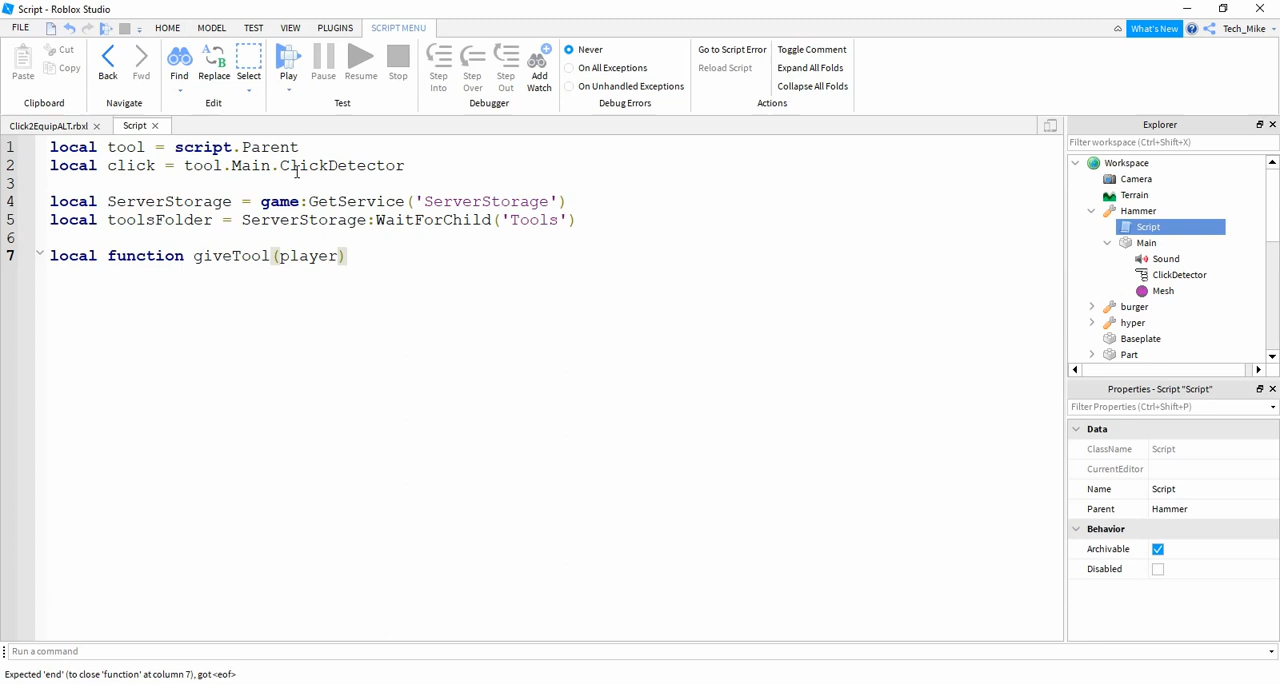 Script - Roblox Studio
FILE HOME MODEL TEST VIEW PLUGINS SCRIPT MENU What's New Tech_Mike
Paste Cut Copy Back Fwd Find Replace Select Play Pause Resume Stop Step Into Step Over Step Out Add Watch Never On All Exceptions On Unhandled Exceptions Go to Script Error Reload Script Toggle Comment Expand All Folds Collapse All Folds
Clipboard Navigate Edit Test Debugger Debug Errors Actions
Click2EquipALT.rbxl Script
1 local tool = script.Parent
2 local click = tool.Main.ClickDetector
3
4 local ServerStorage = game:GetService('ServerStorage')
5 local toolsFolder = ServerStorage:WaitForChild('Tools')
6
7 local function giveTool(player)
Explorer
Filter workspace (Ctrl+Shift+X)
Workspace
Camera
Terrain
Hammer
Script
Main
Sound
ClickDetector
Mesh
burger
hyper
Baseplate
Part
Properties - Script "Script"
Filter Properties (Ctrl+Shift+P)
Data
ClassName Script
CurrentEditor
Name Script
Parent Hammer
Behavior
Archivable
Disabled
Run a command
Expected 'end' (to close 'function' at column 7), got <eof>